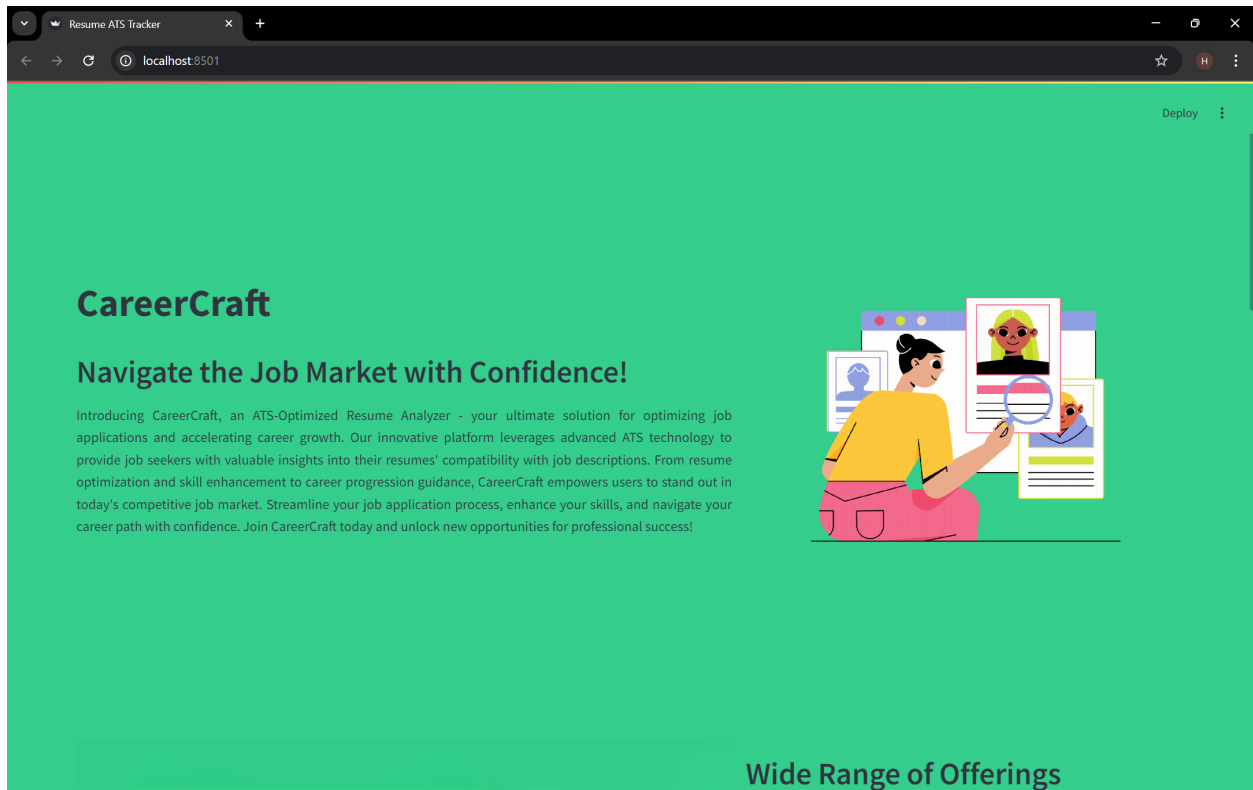 Resume ATS Tracker
localhost:8501
H
Deploy
CareerCraft
Navigate the Job Market with Confidence!
Introducing CareerCraft, an ATS-Optimized Resume Analyzer - your ultimate solution for optimizing job
applications and accelerating career growth. Our innovative platform leverages advanced ATS technology to
provide job seekers with valuable insights into their resumes' compatibility with job descriptions. From resume
optimization and skill enhancement to career progression guidance, CareerCraft empowers users to stand out in
today's competitive job market. Streamline your job application process, enhance your skills, and navigate your
career path with confidence. Join CareerCraft today and unlock new opportunities for professional success!
Wide Range of Offerings